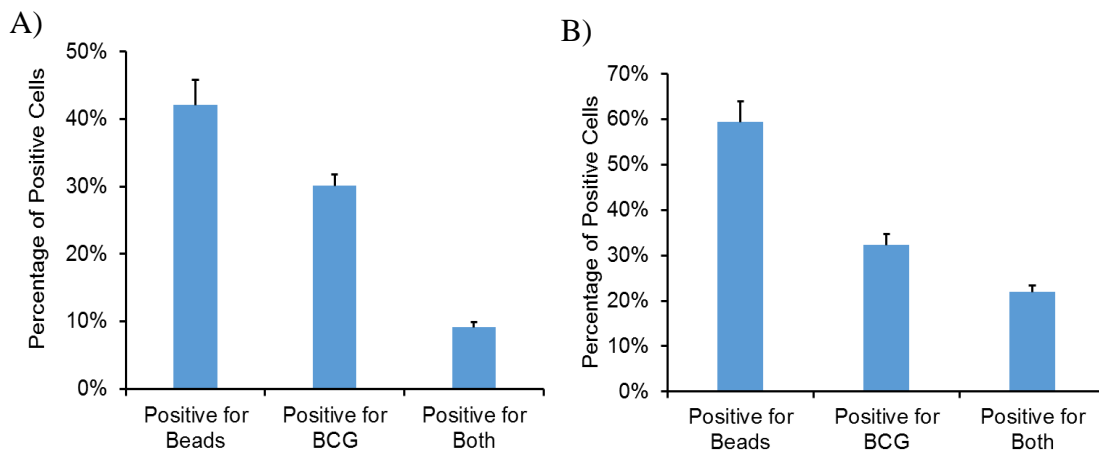 A)
Percentage of Positive Cells
50%
40%
30%
20%
10%
0%
Positive for
Beads
Positive for
BCG
Positive for
Both
B)
Percentage of Positive Cells
70%
60%
50%
40%
30%
20%
10%
0%
Positive for
Beads
Positive for
BCG
Positive for
Both